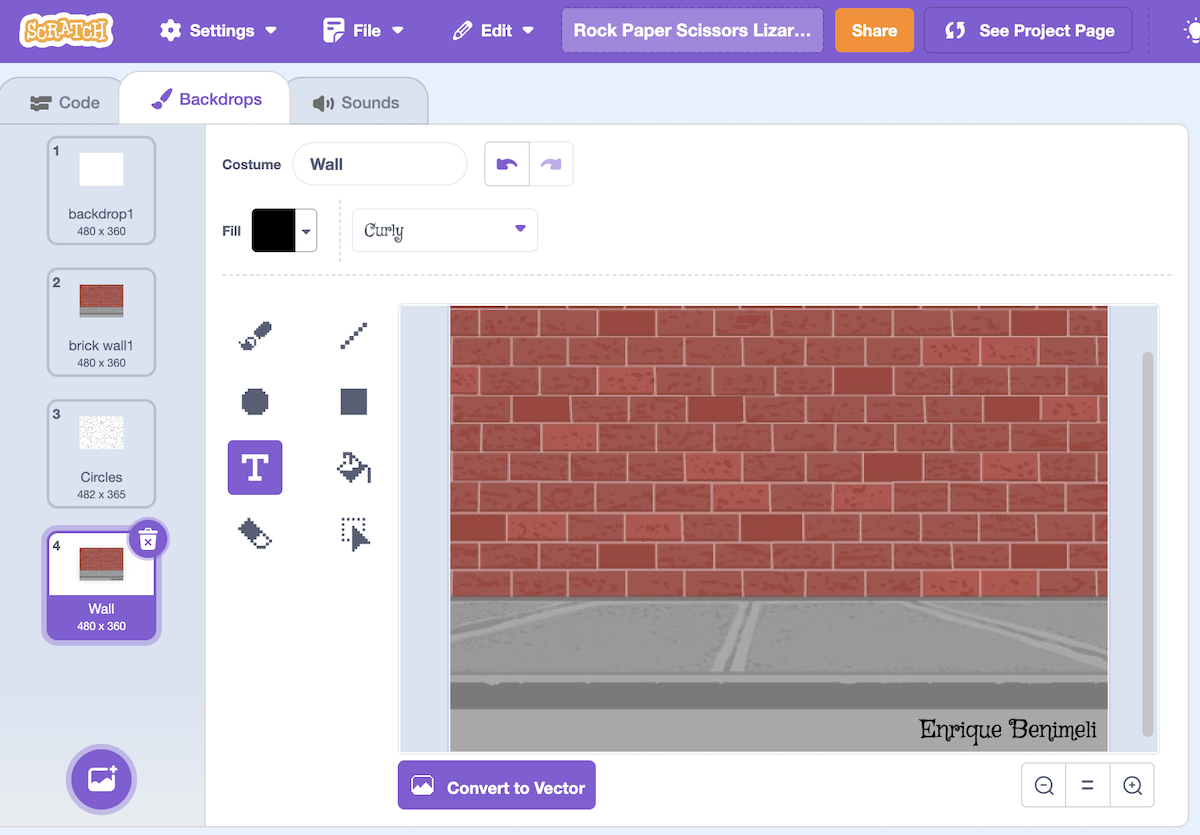 SCRATCH Settings File Edit Rock Paper Scissors Lizar... Share See Project Page
Code Backdrops Sounds
1
backdrop1
480 x 360
2
brick wall1
480 x 360
3
Circles
482 x 365
4
Wall
480 x 360
Costume Wall
Fill Curly
T
Enrique Benimeli
Convert to Vector